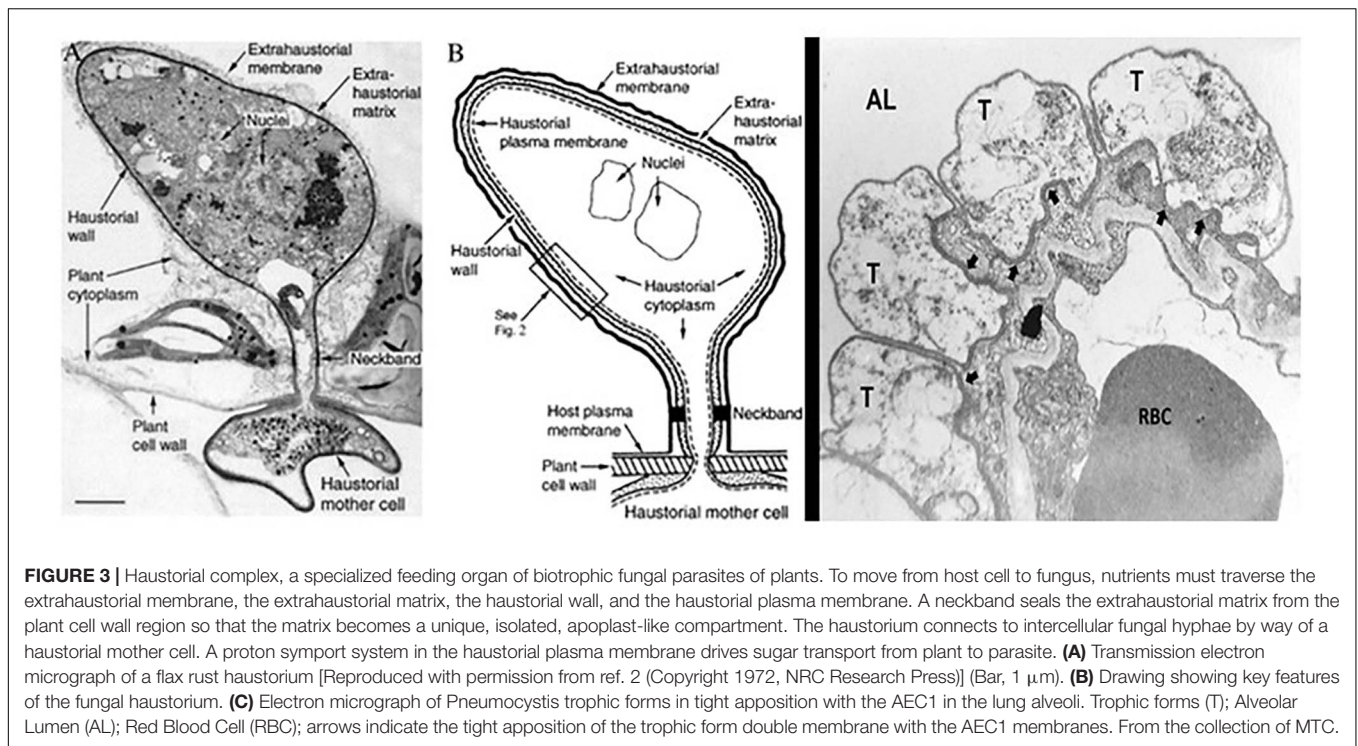 A
Extrahaustorial
membrane
Extra-
haustorial
matrix
Nuclei
Haustorial
wall
Plant
cytoplasm
Neckband
Plant
cell wall
Haustorial
mother cell
B
Extrahaustorial
membrane
Extra-
haustorial
matrix
Haustorial
plasma membrane
Nuclei
Haustorial
wall
Haustorial
cytoplasm
See
Fig. 2
Host plasma
membrane
Neckband
Plant
cell wall
Haustorial mother cell
AL
T
T
T
T
RBC
FIGURE 3 | Haustorial complex, a specialized feeding organ of biotrophic fungal parasites of plants. To move from host cell to fungus, nutrients must traverse the
extrahaustorial membrane, the extrahaustorial matrix, the haustorial wall, and the haustorial plasma membrane. A neckband seals the extrahaustorial matrix from the
plant cell wall region so that the matrix becomes a unique, isolated, apoplast-like compartment. The haustorium connects to intercellular fungal hyphae by way of a
haustorial mother cell. A proton symport system in the haustorial plasma membrane drives sugar transport from plant to parasite. (A) Transmission electron
micrograph of a flax rust haustorium [Reproduced with permission from ref. 2 (Copyright 1972, NRC Research Press)] (Bar, 1 μm). (B) Drawing showing key features
of the fungal haustorium. (C) Electron micrograph of Pneumocystis trophic forms in tight apposition with the AEC1 in the lung alveoli. Trophic forms (T); Alveolar
Lumen (AL); Red Blood Cell (RBC); arrows indicate the tight apposition of the trophic form double membrane with the AEC1 membranes. From the collection of MTC.